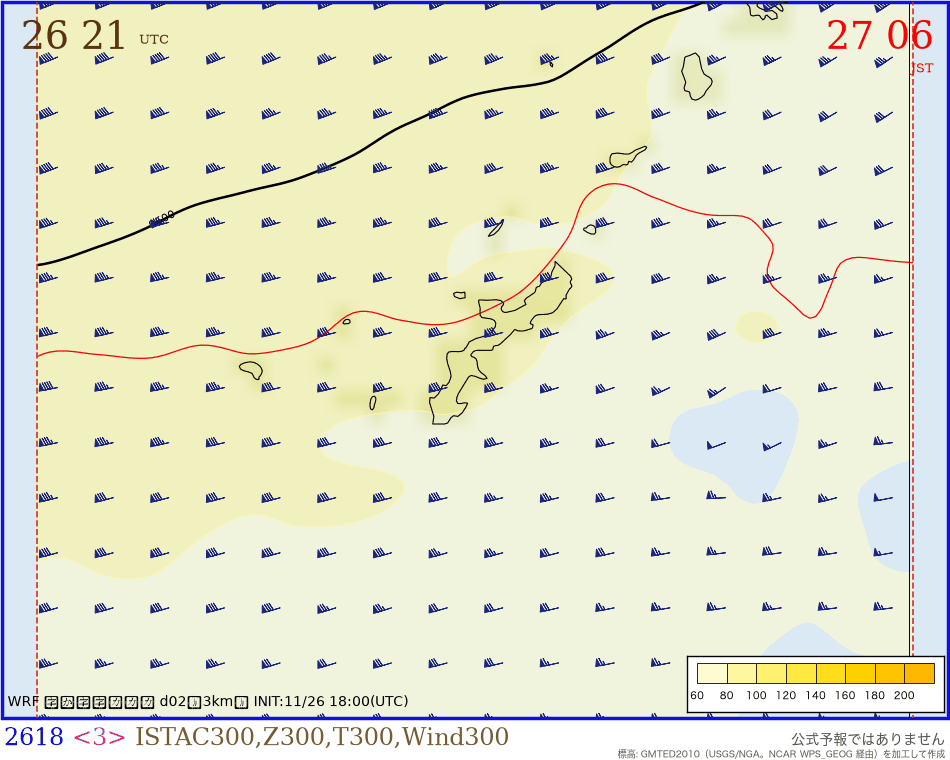 26 21 UTC
27 06
JST
WRF d02 3km INIT:11/26 18:00(UTC)
60 80 100 120 140 160 180 200
2618 <3> ISTAC300,Z300,T300,Wind300
公式予報ではありません
標高: GMTED2010（USGS/NGA。NCAR WPS_GEOG 経由）を加工して作成